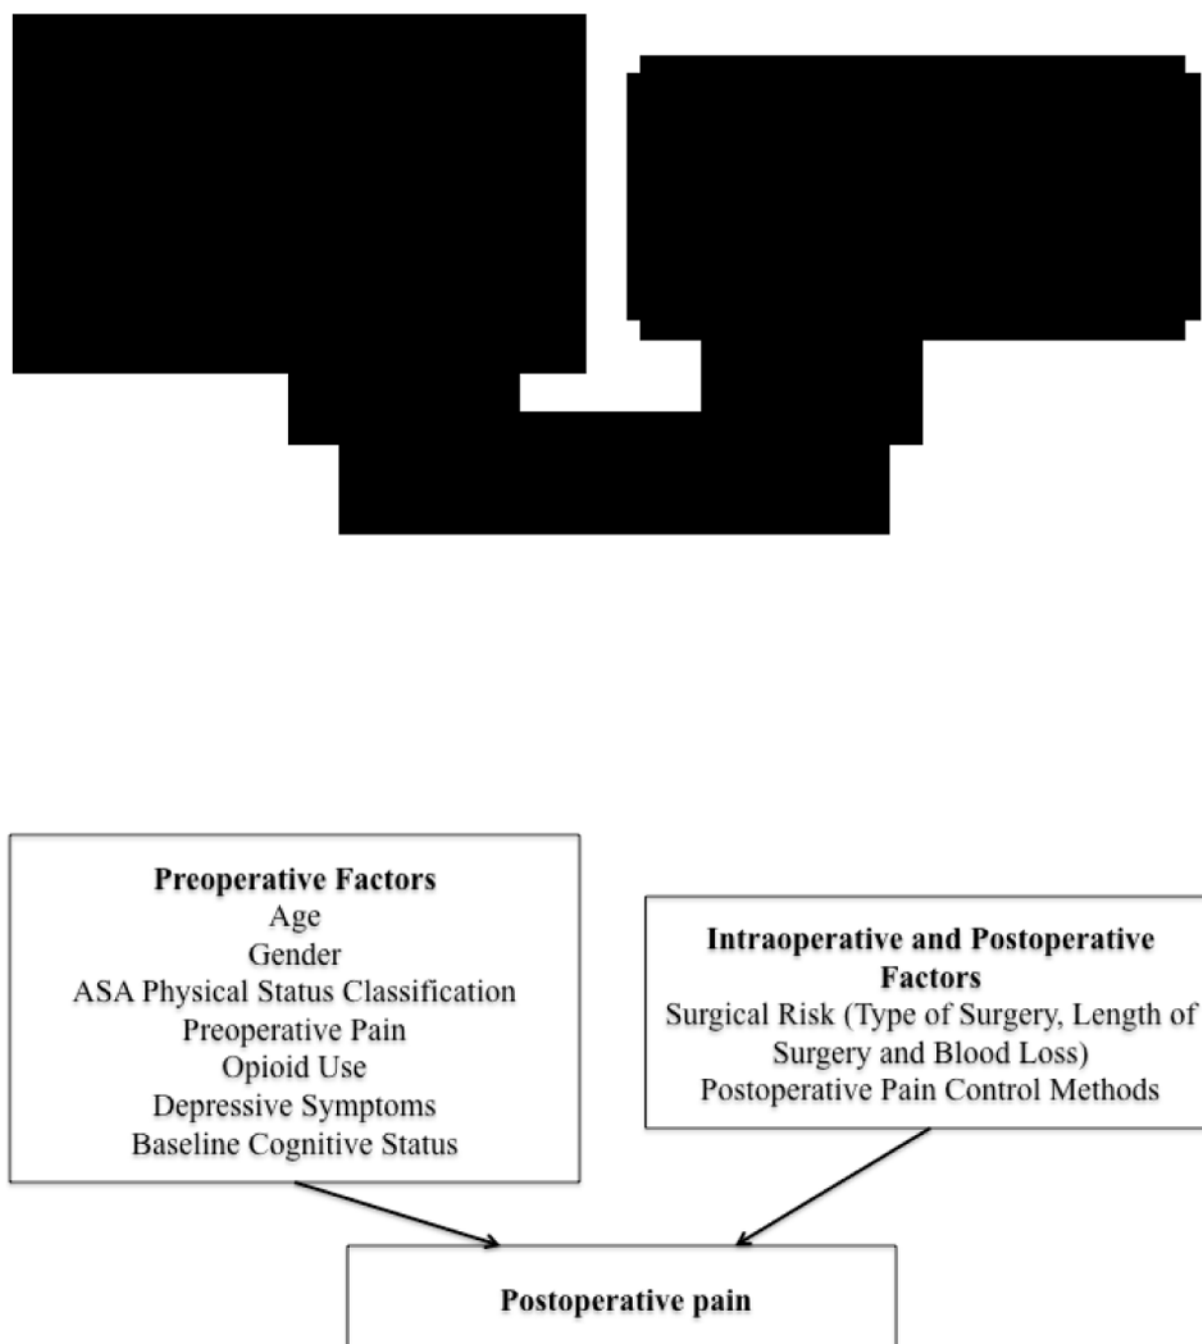 Preoperative Factors
Age
Gender
ASA Physical Status Classification
Preoperative Pain
Opioid Use
Depressive Symptoms
Baseline Cognitive Status
Intraoperative and Postoperative
Factors
Surgical Risk (Type of Surgery, Length of
Surgery and Blood Loss)
Postoperative Pain Control Methods
Postoperative pain